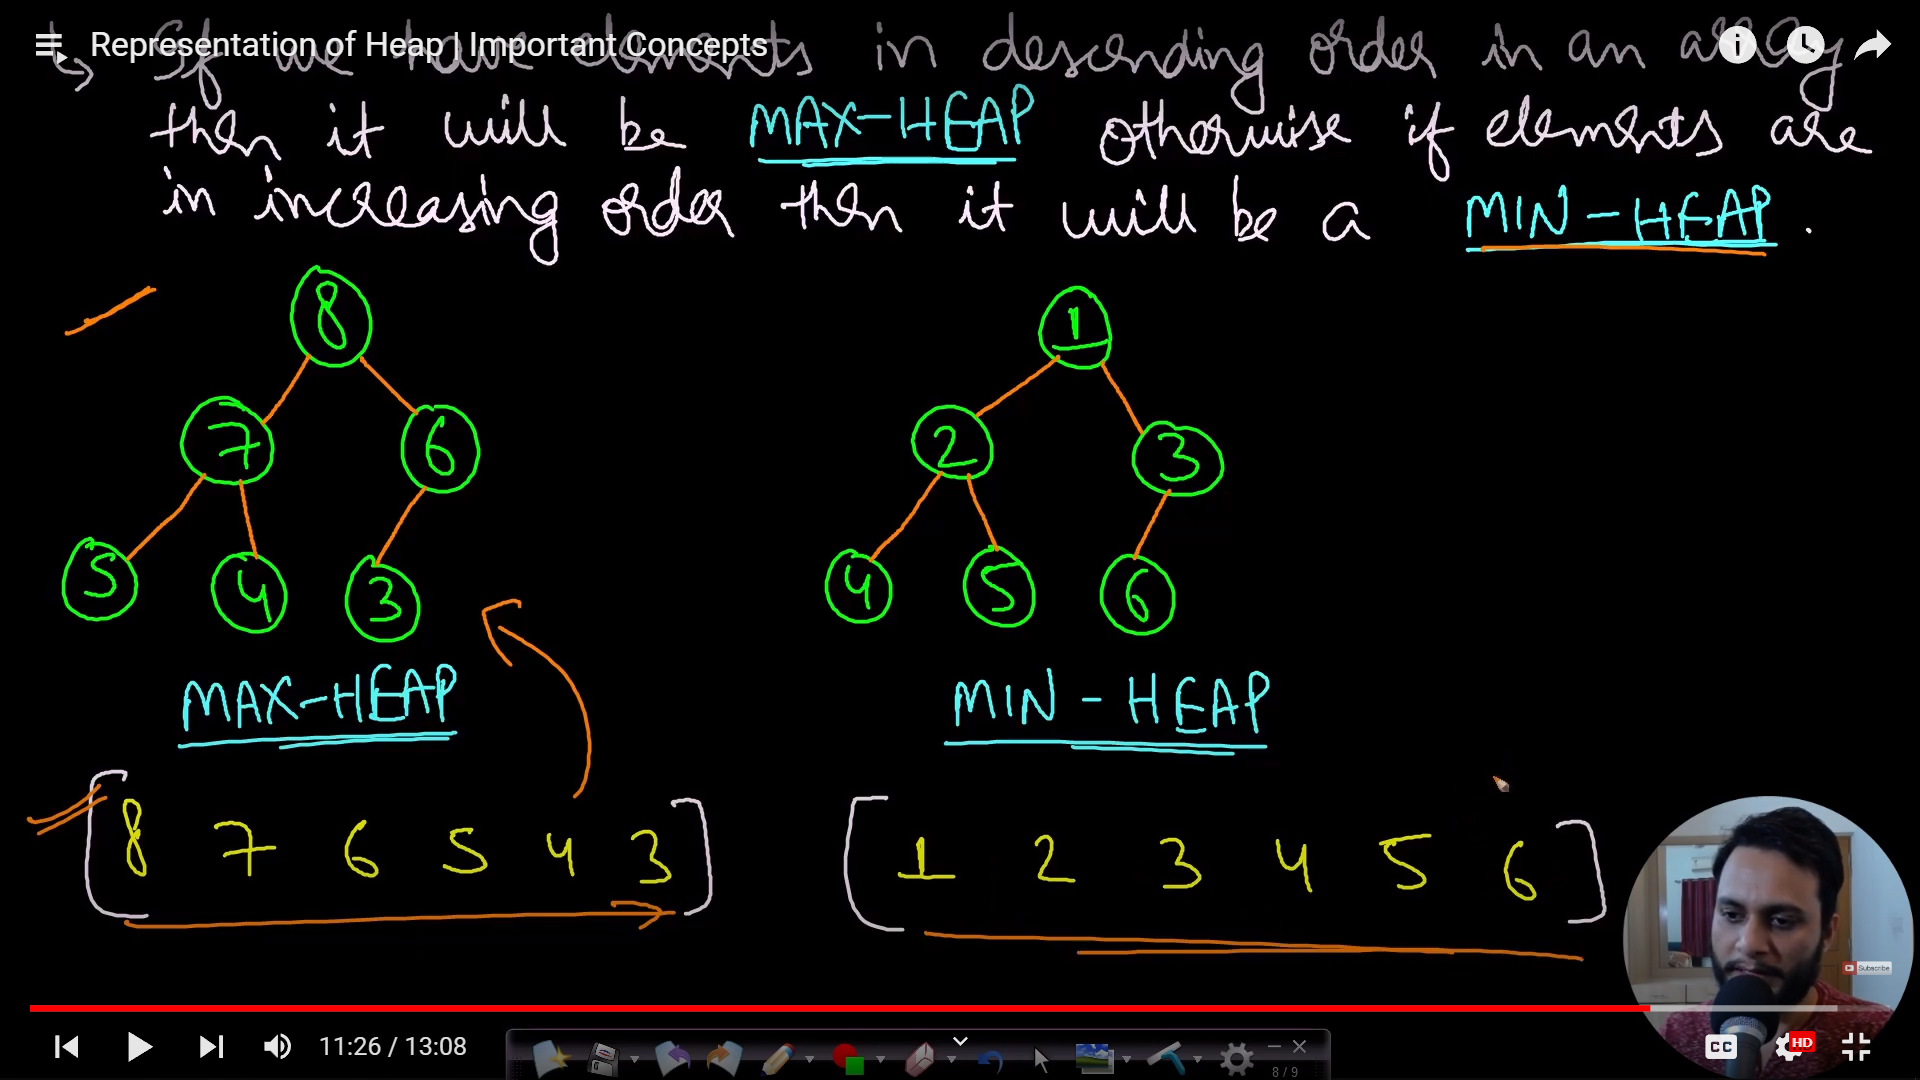 Representation of Heap | Important Concepts
If we have elements in descending order in an array
then it will be MAX-HEAP otherwise if elements are
in increasing order then it will be a MIN-HEAP.
8
7 6
5 4 3
MAX-HEAP
[8 7 6 5 4 3]
1
2 3
4 5 6
MIN-HEAP
[1 2 3 4 5 6]
Subscribe
11:26 / 13:08
8 / 9
CC
HD